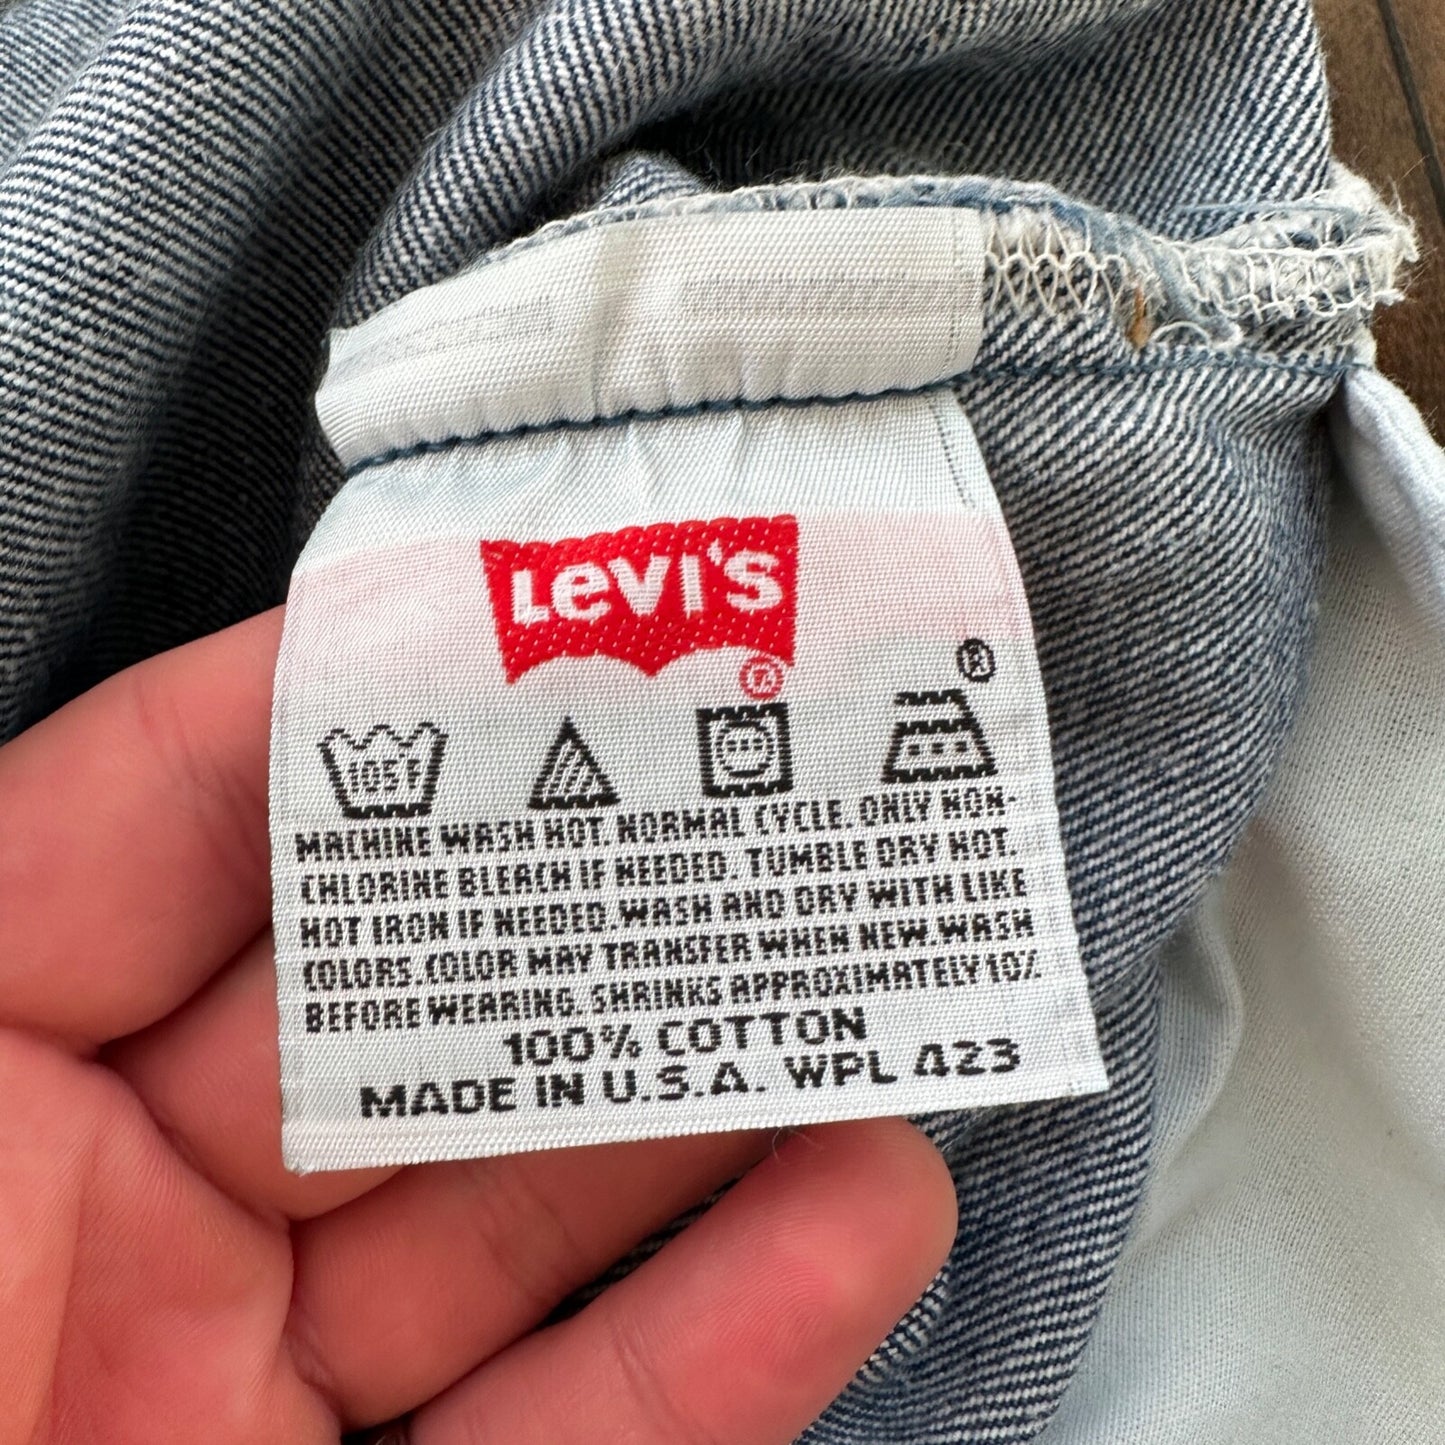 Levi's
®
®
105F
MACHINE WASH HOT. NORMAL CYCLE. ONLY NON-
CHLORINE BLEACH IF NEEDED. TUMBLE DRY HOT.
HOT IRON IF NEEDED. WASH AND DRY WITH LIKE
COLORS. COLOR MAY TRANSFER WHEN NEW. WASH
BEFORE WEARING. SHRINKS APPROXIMATELY 10%
100% COTTON
MADE IN U.S.A. WPL 423